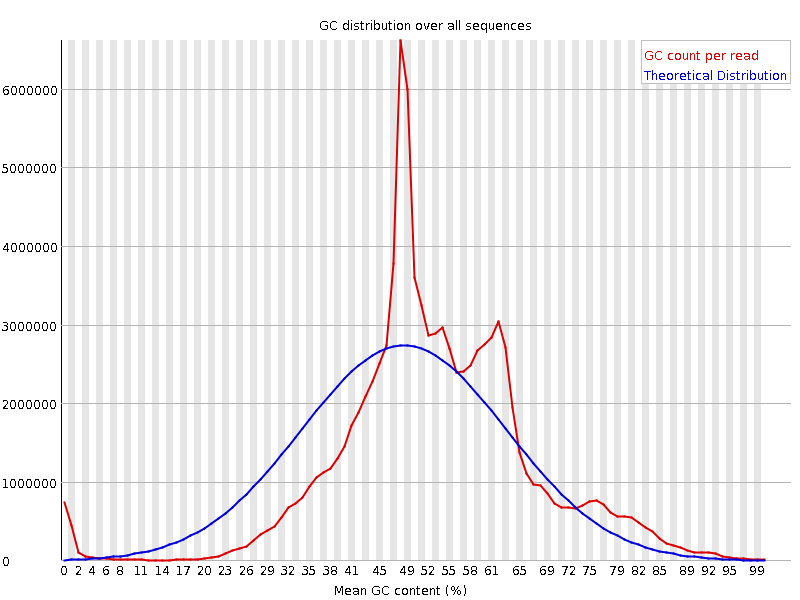 GC distribution over all sequences
GC count per read
Theoretical Distribution
6000000
5000000
4000000
3000000
2000000
1000000
0
0 2 4 6 8 11 14 17 20 23 26 29 32 35 38 41 45 49 52 55 58 61 65 69 72 75 79 82 85 89 92 95 99
Mean GC content (%)